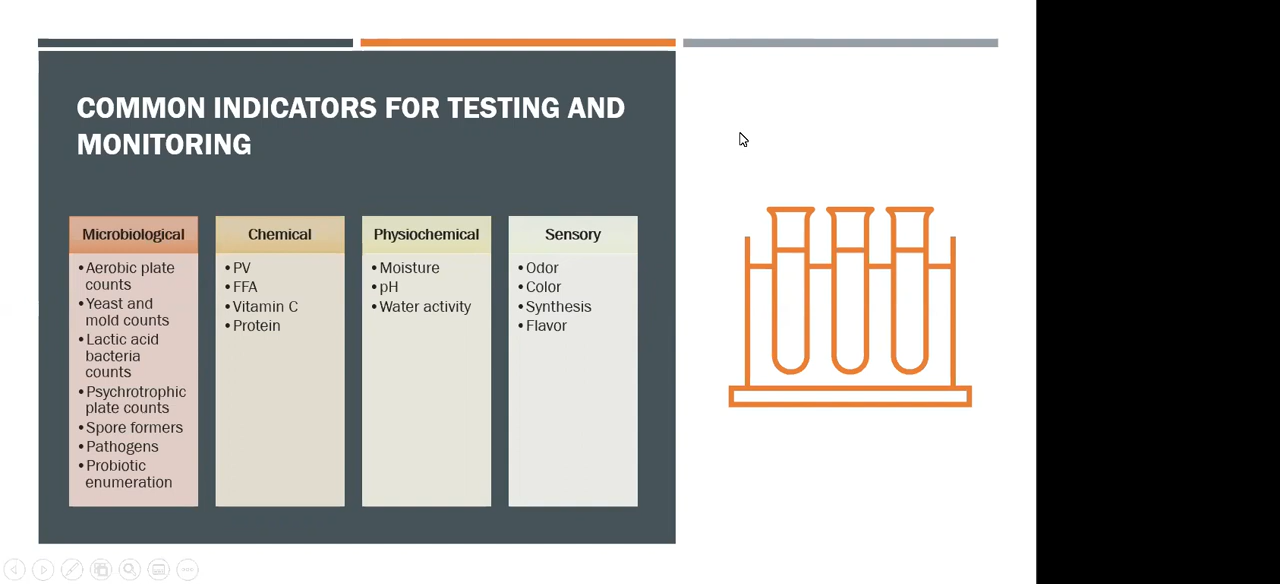 COMMON INDICATORS FOR TESTING AND
MONITORING
Microbiological
•Aerobic plate
counts
•Yeast and
mold counts
•Lactic acid
bacteria
counts
•Psychrotrophic
plate counts
•Spore formers
•Pathogens
•Probiotic
enumeration
Chemical
•PV
•FFA
•Vitamin C
•Protein
Physiochemical
•Moisture
•pH
•Water activity
Sensory
•Odor
•Color
•Synthesis
•Flavor